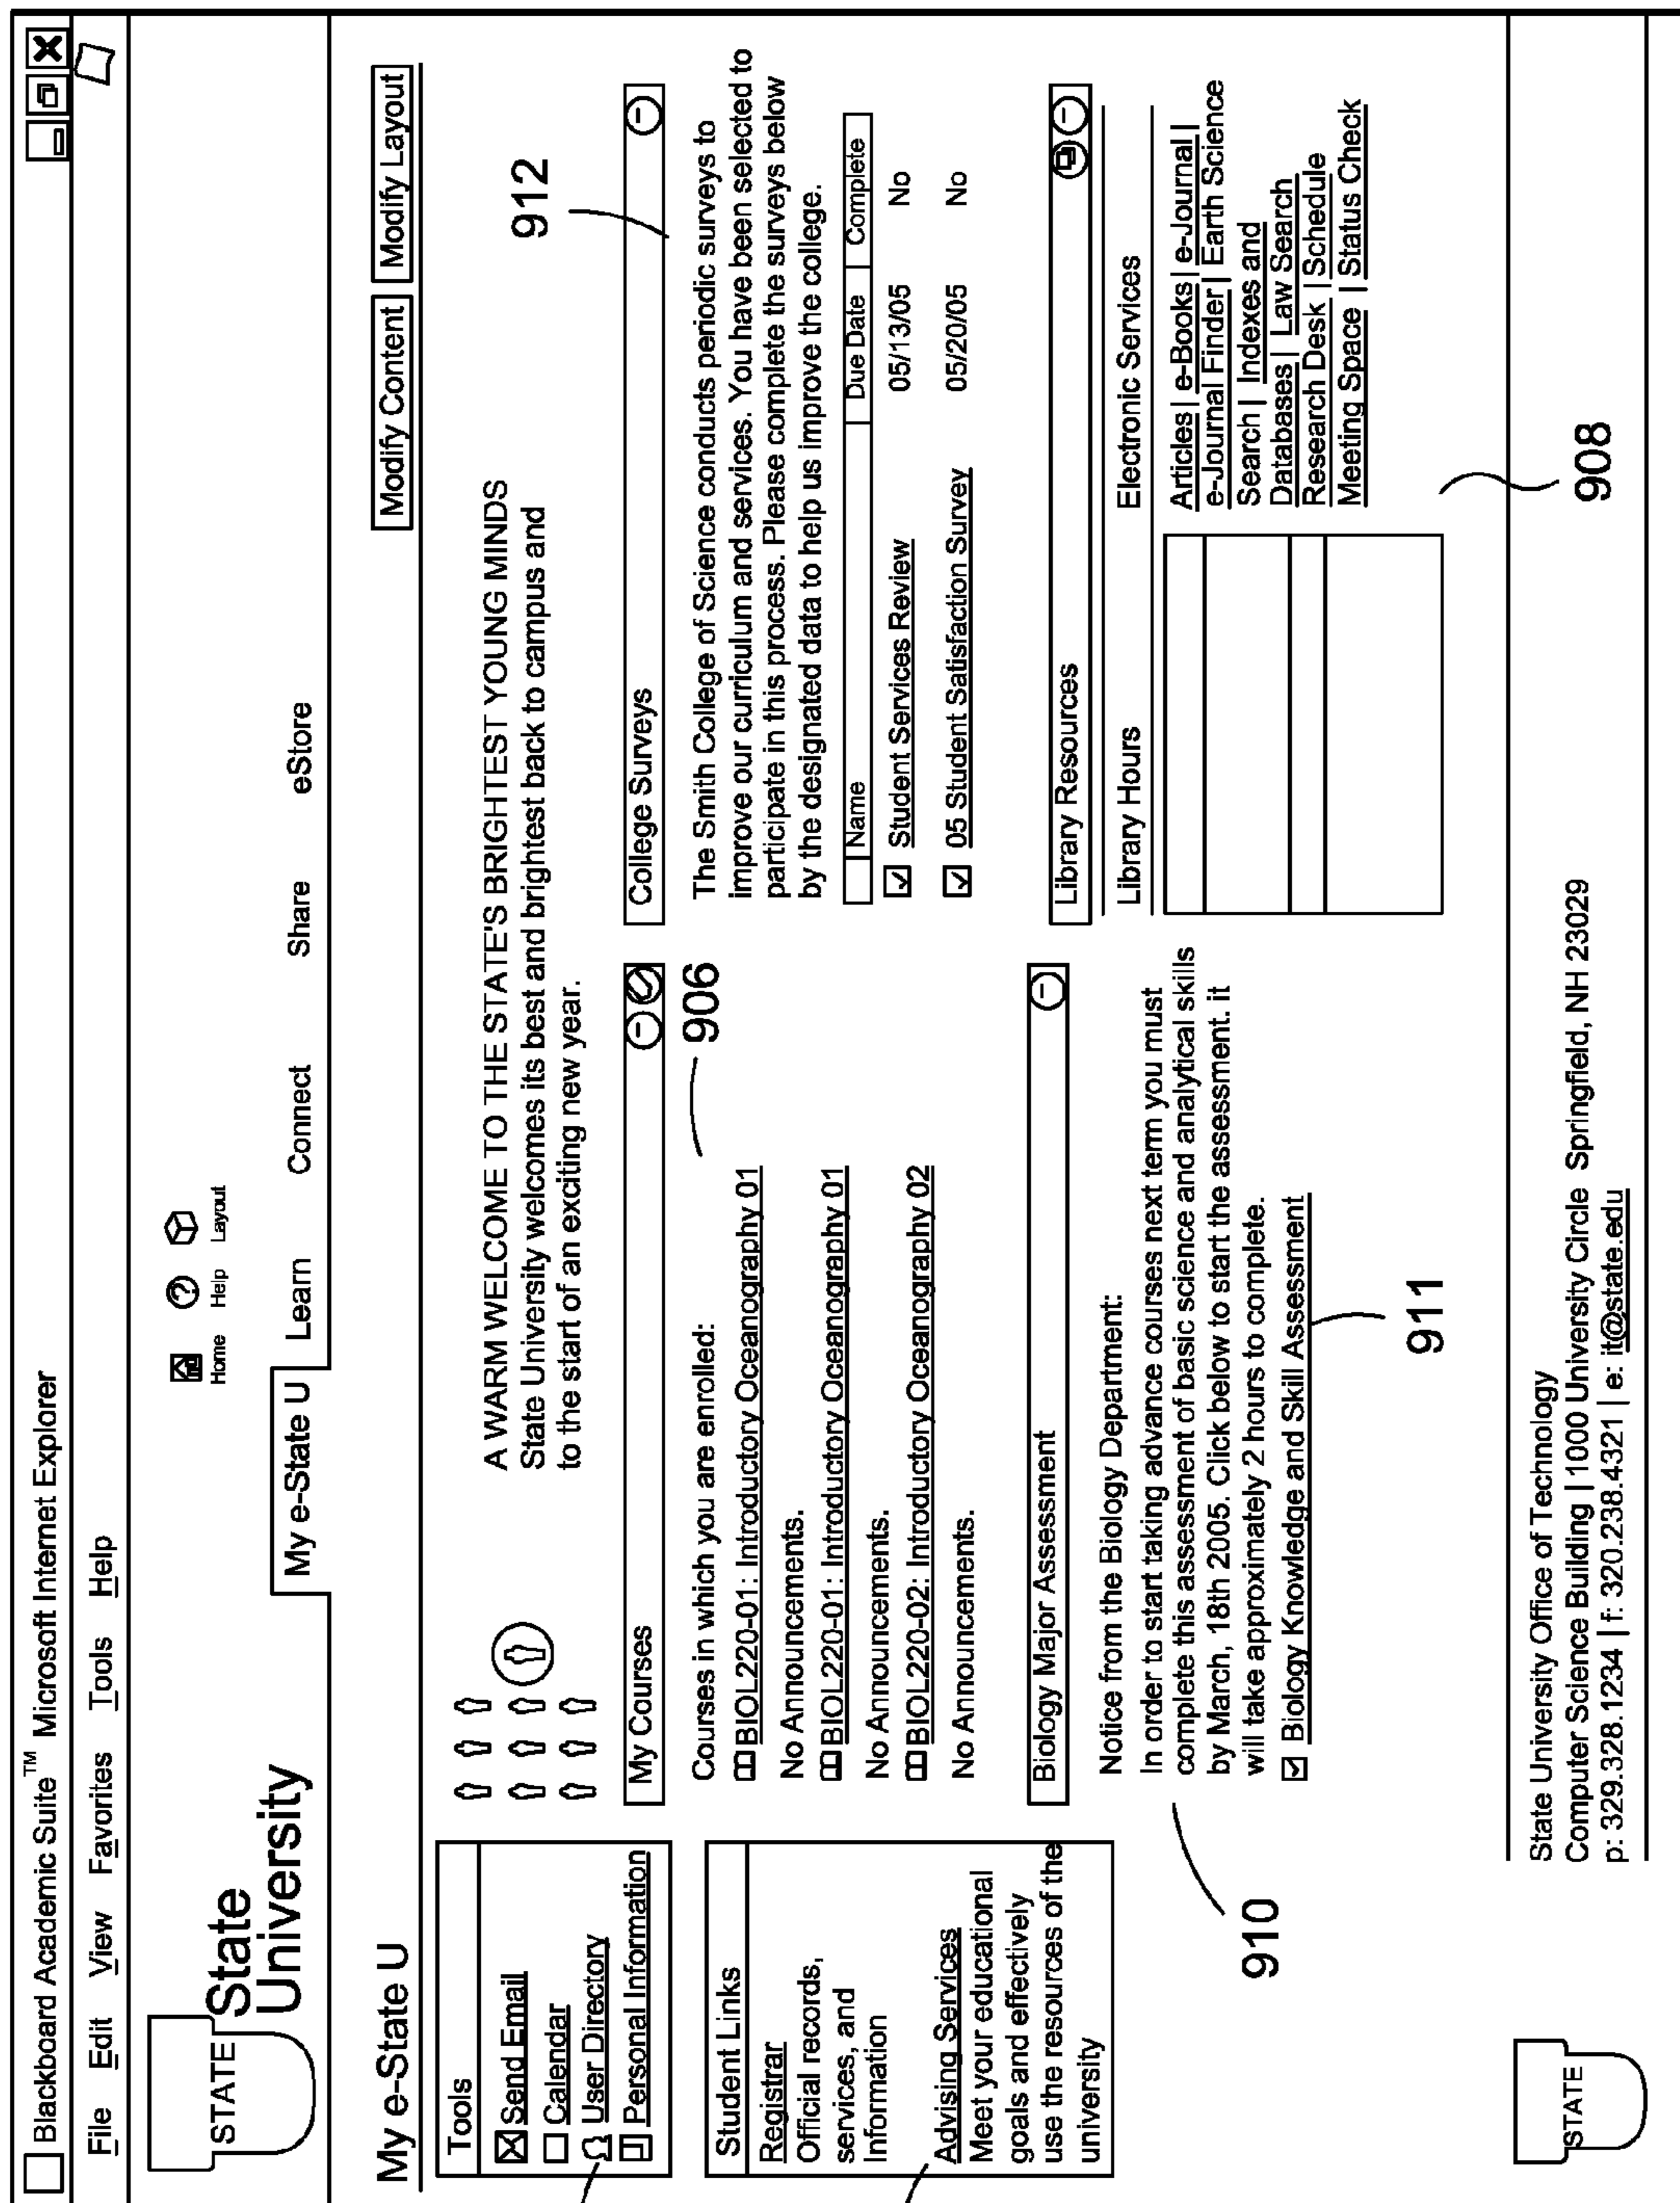 Blackboard Academic Suite™ Microsoft Internet Explorer
File Edit View Favorites Tools Help
STATE
State
University
Home Help Layout
My e-State U Learn Connect Share eStore
My e-State U
Modify Content Modify Layout
Tools
Send Email
Calendar
User Directory
Personal Information
Student Links
Registrar
Official records,
services, and
Information
Advising Services
Meet your educational
goals and effectively
use the resources of the
university
A WARM WELCOME TO THE STATE'S BRIGHTEST YOUNG MINDS
State University welcomes its best and brightest back to campus and
to the start of an exciting new year.
My Courses
906
Courses in which you are enrolled:
BIOL220-01: Introductory Oceanography 01
No Announcements.
BIOL220-01: Introductory Oceanography 01
No Announcements.
BIOL220-02: Introductory Oceanography 02
No Announcements.
Biology Major Assessment
Notice from the Biology Department:
In order to start taking advance courses next term you must
complete this assessment of basic science and analytical skills
by March, 18th 2005. Click below to start the assessment. it
will take approximately 2 hours to complete.
Biology Knowledge and Skill Assessment
910
911
912
College Surveys
The Smith College of Science conducts periodic surveys to
improve our curriculum and services. You have been selected to
participate in this process. Please complete the surveys below
by the designated data to help us improve the college.
Name Due Date Complete
Student Services Review 05/13/05 No
05 Student Satisfaction Survey 05/20/05 No
Library Resources
Library Hours Electronic Services
Articles| e-Books| e-Journal |
e-Journal Finder| Earth Science
Search | Indexes and
Databases | Law Search
Research Desk | Schedule
Meeting Space | Status Check
908
STATE
State University Office of Technology
Computer Science Building | 1000 University Circle Springfield, NH 23029
p: 329.328.1234 | f: 320.238.4321 | e: it@state.edu